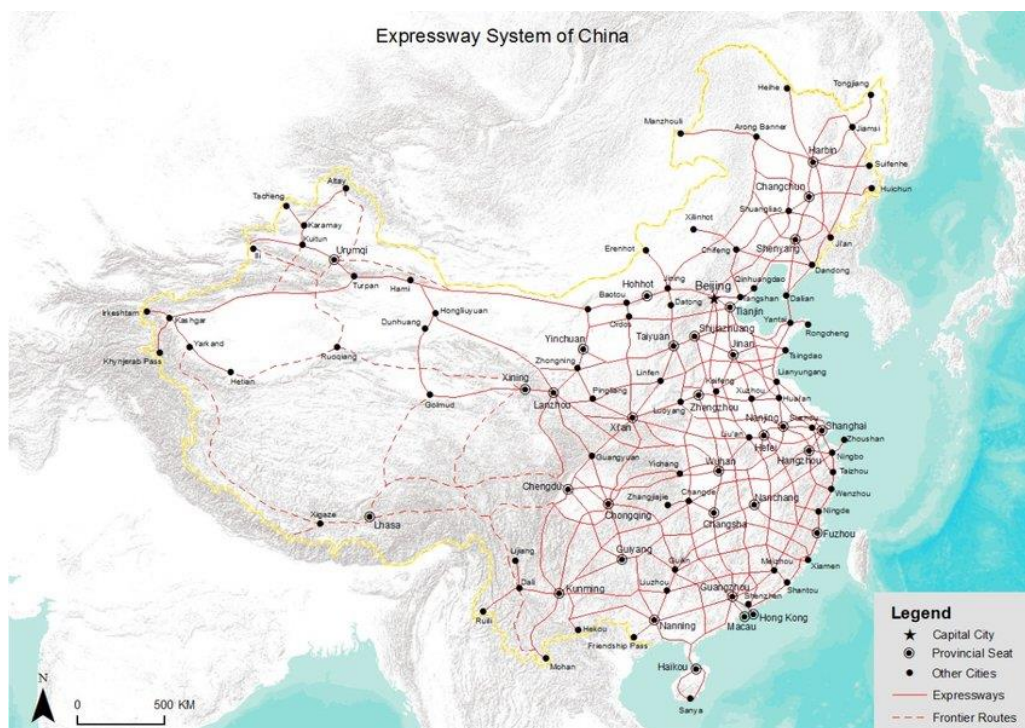 Expressway System of China
Tongjiang
Heihe
Manzhouli
Arong Banner
Jiamsi
Harbin
Suifenhe
Changchun
Huichun
Altay
Tacheng
Karamay
Kuitun
Ili
Urumqi
Shuangliao
Xilinhot
Shenyang
Ji'an
Erenhot
Chifeng
Dandong
Turpan
Hami
Jining
Qinhuangdao
Beijing
Hohhot
Baotou
Datong
Tangshan
Dalian
Tianjin
Irkeshtam
Kashgar
Hongliuyuan
Dunhuang
Ordos
Yantai
Rongcheng
Yarkand
Ruoqiang
Yinchuan
Taiyuan
Shijiazhuang
Jinan
Khynjerab Pass
Zhongning
Tsingdao
Hetian
Xining
Linfen
Lianyungang
Golmud
Lanzhou
Pingliang
Kaifeng
Xuzhou
Huai'an
Luoyang
Zhengzhou
Xi'an
Nanjing
Shanghai
Lu'an
Hefei
Zhoushan
Guangyuan
Hangzhou
Ningbo
Yichang
Wuhan
Taizhou
Chengdu
Zhangjiajie
Changde
Nanchang
Wenzhou
Chongqing
Changsha
Ningde
Xigaze
Lhasa
Fuzhou
Lijiang
Guiyang
Guilin
Meizhou
Xiamen
Dali
Kunming
Liuzhou
Guangzhou
Shenzhen
Shantou
Ruili
Hong Kong
Macau
Nanning
Hekou
Friendship Pass
Mohan
Haikou
Sanya
N
0
500 KM
Legend
Capital City
Provincial Seat
Other Cities
Expressways
Frontier Routes